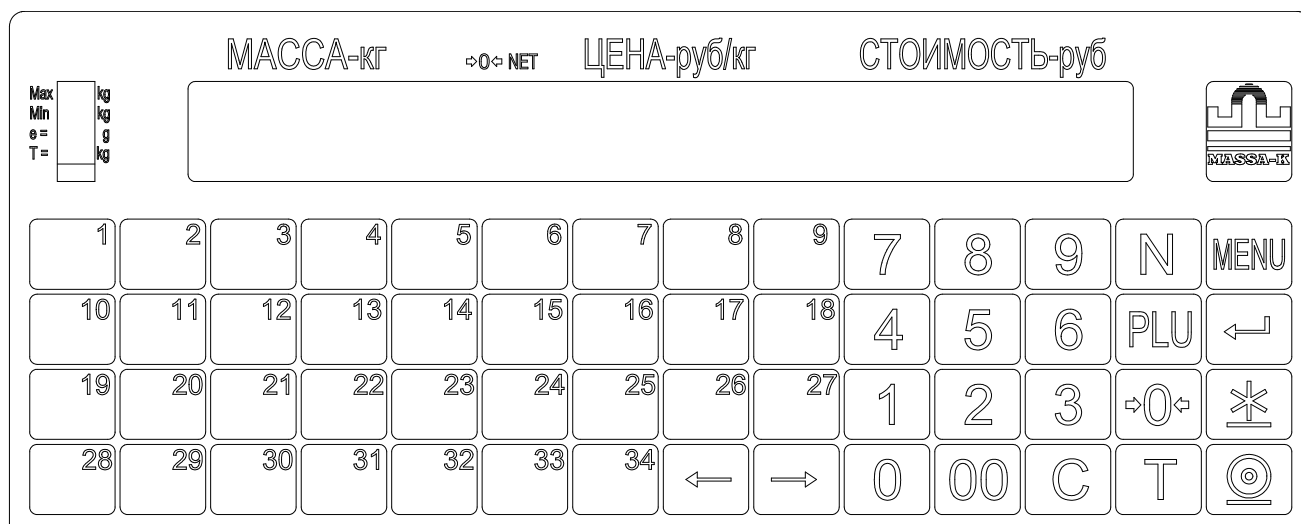 МАССА-кг ⇨0⇦ NET ЦЕНА-руб/кг СТОИМОСТЬ-руб
Max kg
Min kg
e = g
T = kg
MASSA-K
1 2 3 4 5 6 7 8 9 7 8 9 N MENU
10 11 12 13 14 15 16 17 18 4 5 6 PLU
19 20 21 22 23 24 25 26 27 1 2 3 ⇨0⇦
28 29 30 31 32 33 34 0 00 C T